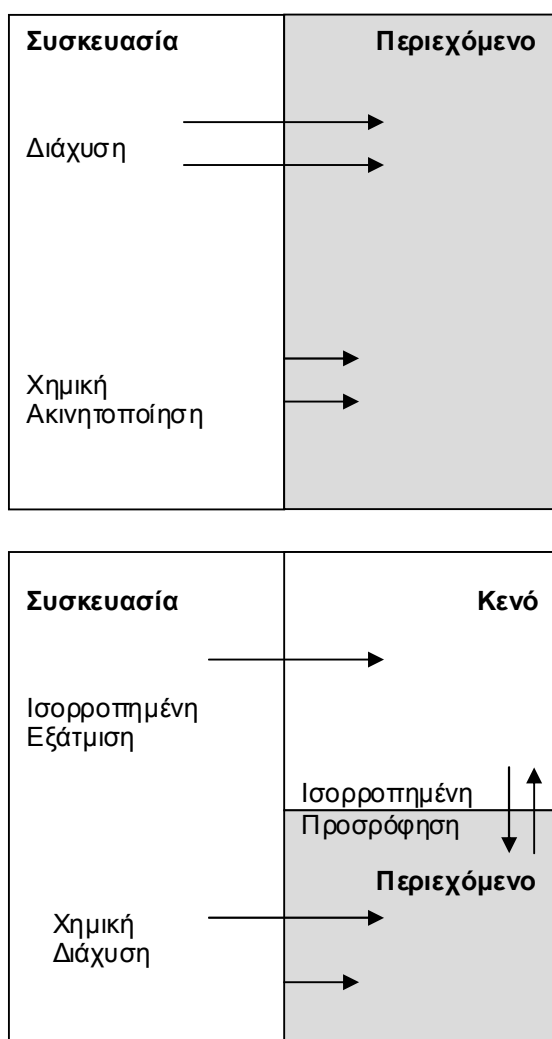 Συσκευασία
Περιεχόμενο
Διάχυση
Χημική
Ακινητοποίηση
Συσκευασία
Κενό
Ισορροπημένη
Εξάτμιση
Ισορροπημένη
Προσρόφηση
Περιεχόμενο
Χημική
Διάχυση